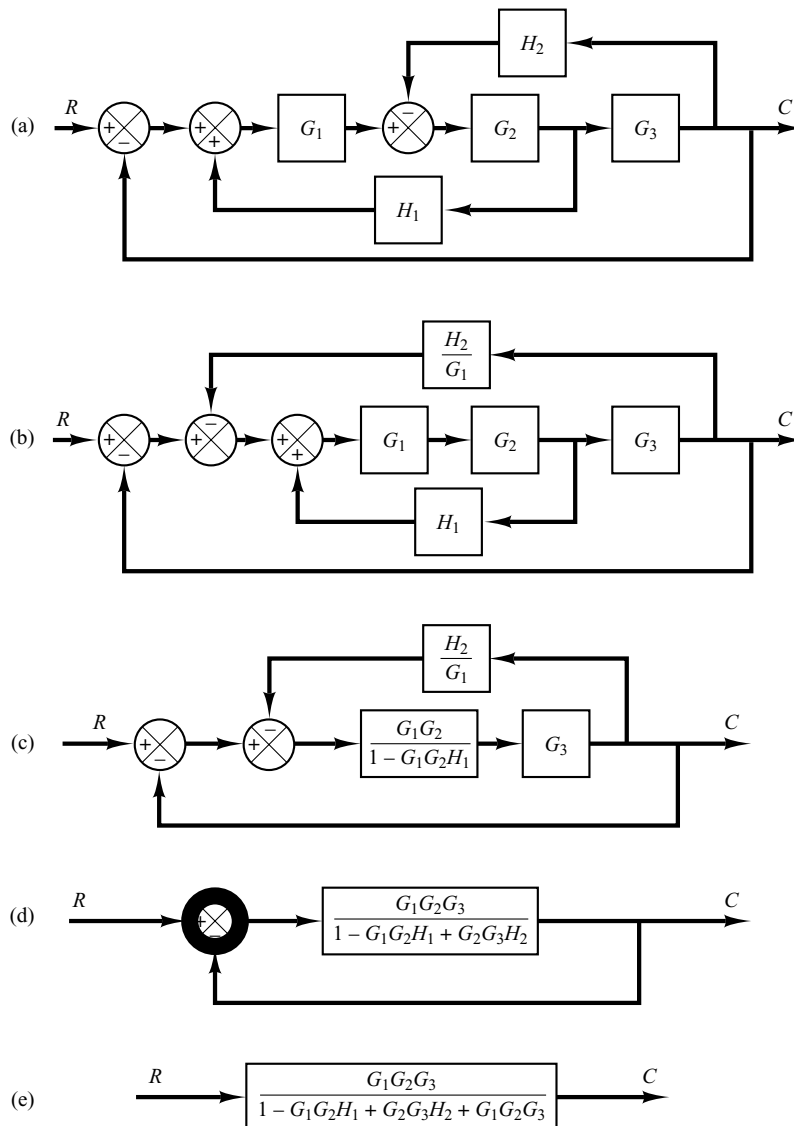 H₂
(a) R + − + + G₁ + − G₂ G₃ C
H₁
H₂
G₁
(b) R + − + − + + G₁ G₂ G₃ C
H₁
H₂
G₁
(c) R + − + − G₁G₂ G₃ C
1 − G₁G₂H₁
(d) R + − G₁G₂G₃ C
1 − G₁G₂H₁ + G₂G₃H₂
(e) R G₁G₂G₃ C
1 − G₁G₂H₁ + G₂G₃H₂ + G₁G₂G₃